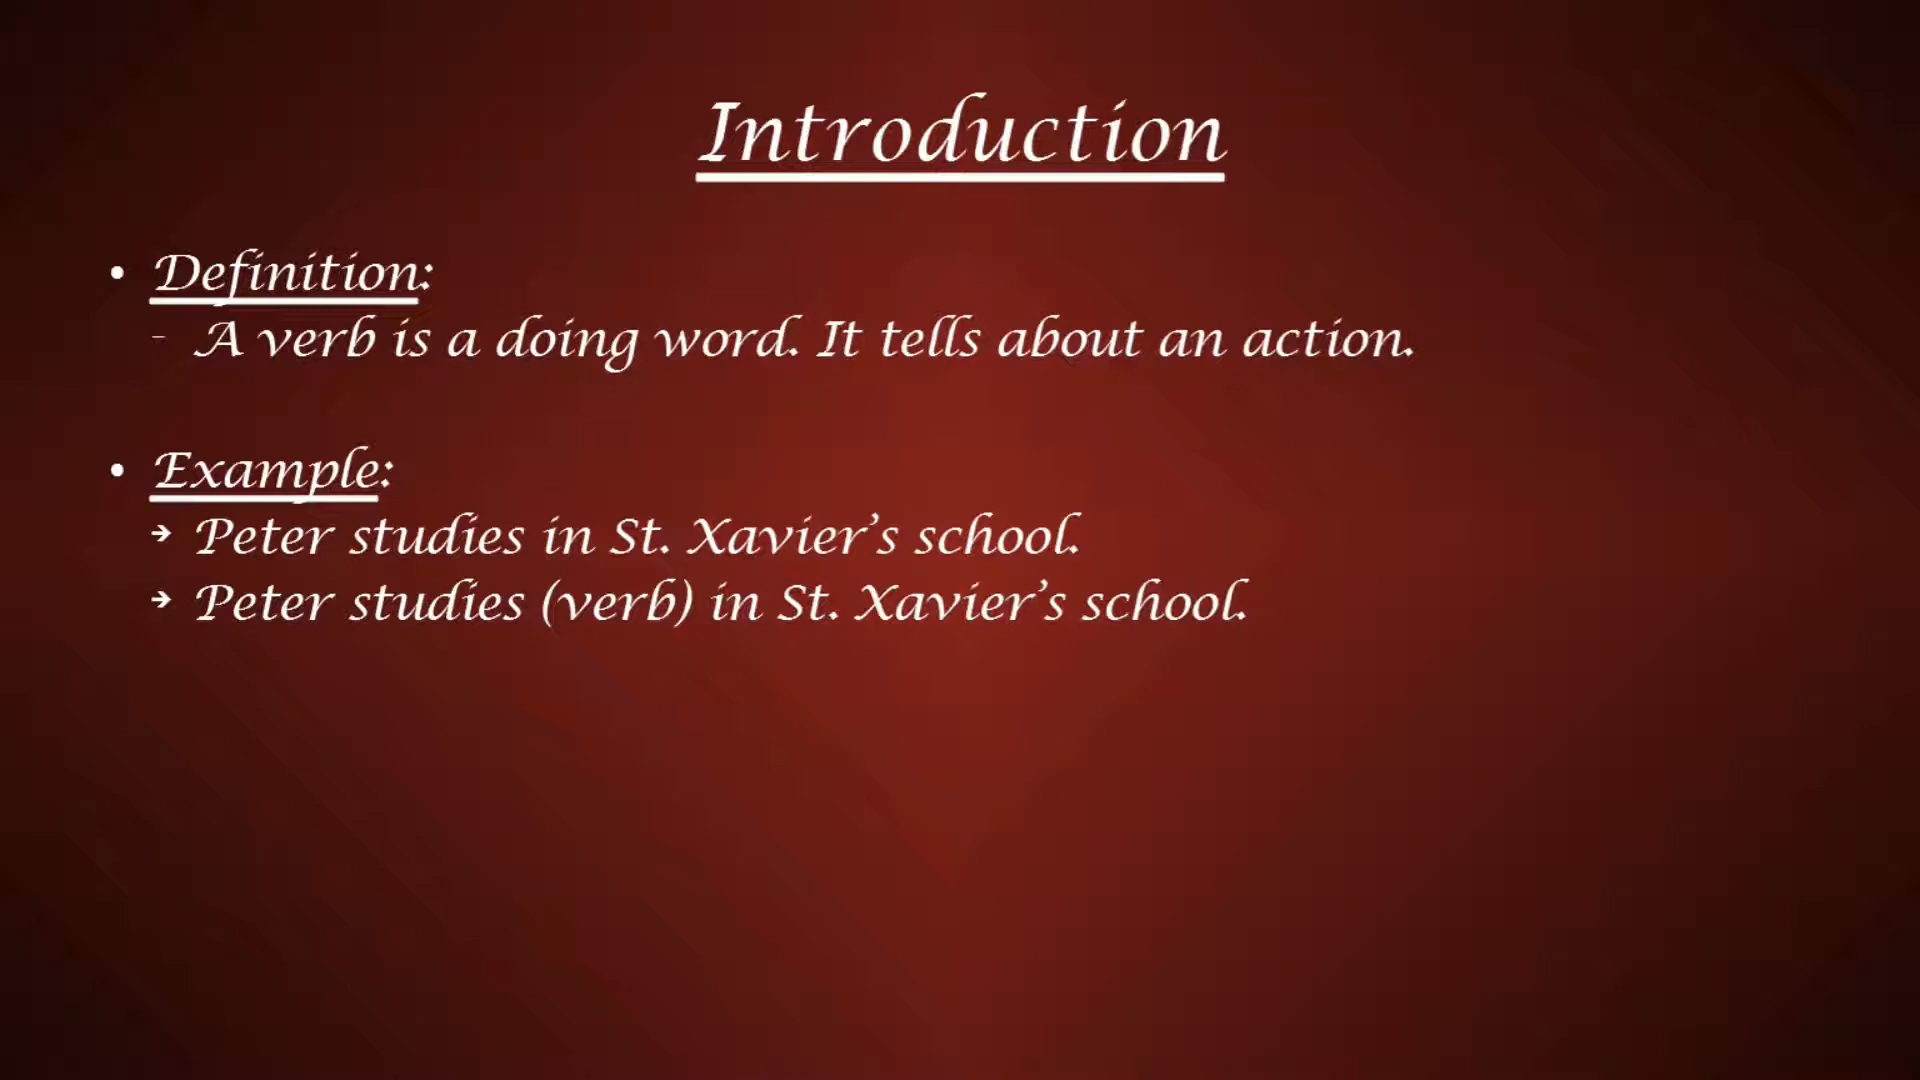 Introduction
• Definition:
- A verb is a doing word. It tells about an action.
• Example:
→ Peter studies in St. Xavier’s school.
→ Peter studies (verb) in St. Xavier’s school.